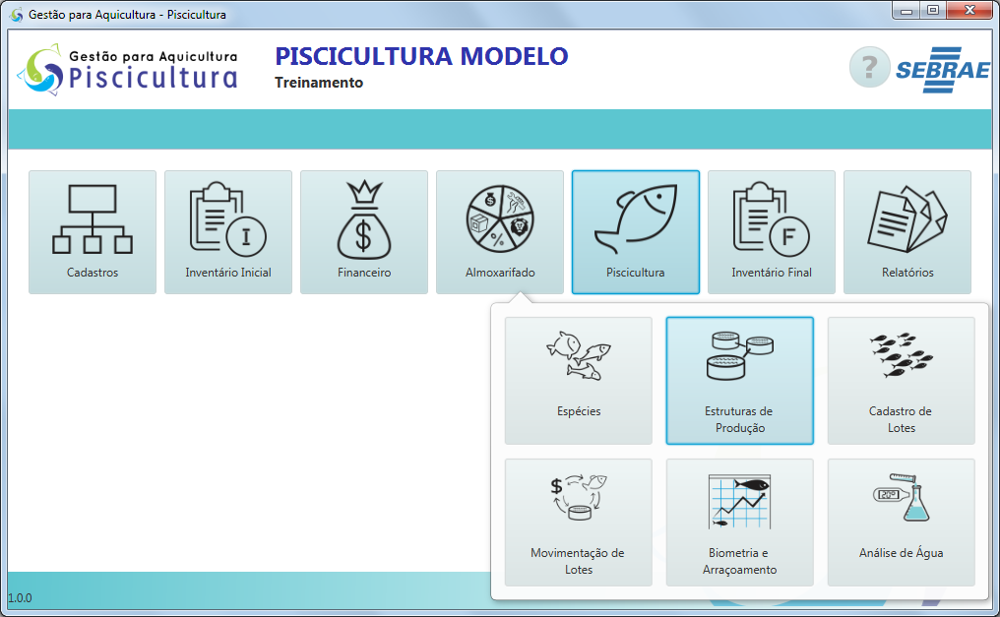 Gestão para Aquicultura - Piscicultura
Gestão para Aquicultura
Piscicultura
PISCICULTURA MODELO
Treinamento
?
SEBRAE
Cadastros
I
Inventário Inicial
$
Financeiro
$
%
Almoxarifado
Piscicultura
F
Inventário Final
Relatórios
Espécies
Estruturas de
Produção
Cadastro de
Lotes
$
Movimentação de
Lotes
Biometria e
Arraçoamento
20°
Análise de Água
1.0.0